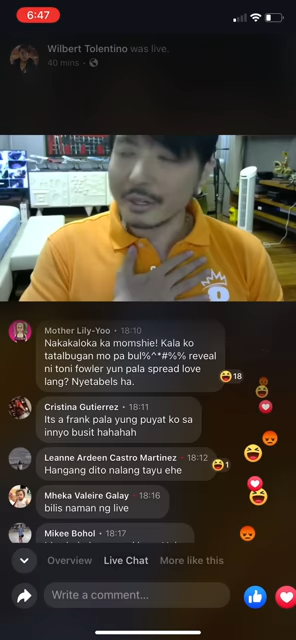 6:47
Wilbert Tolentino was live.
40 mins ·
Mother Lily-Yoo · 18:10
Nakakaloka ka momshie! Kala ko
tatalbugan mo pa bul%^*#%% reveal
ni toni fowler yun pala spread love
lang? Nyetabels ha.
18
Cristina Gutierrez · 18:11
Its a frank pala yung puyat ko sa
innyo busit hahahah
Leanne Ardeen Castro Martinez · 18:12
Hangang dito nalang tayu ehe
1
Mheka Valeire Galay · 18:16
bilis naman ng live
Mikee Bohol · 18:17
Overview
Live Chat
More like this
Write a comment...